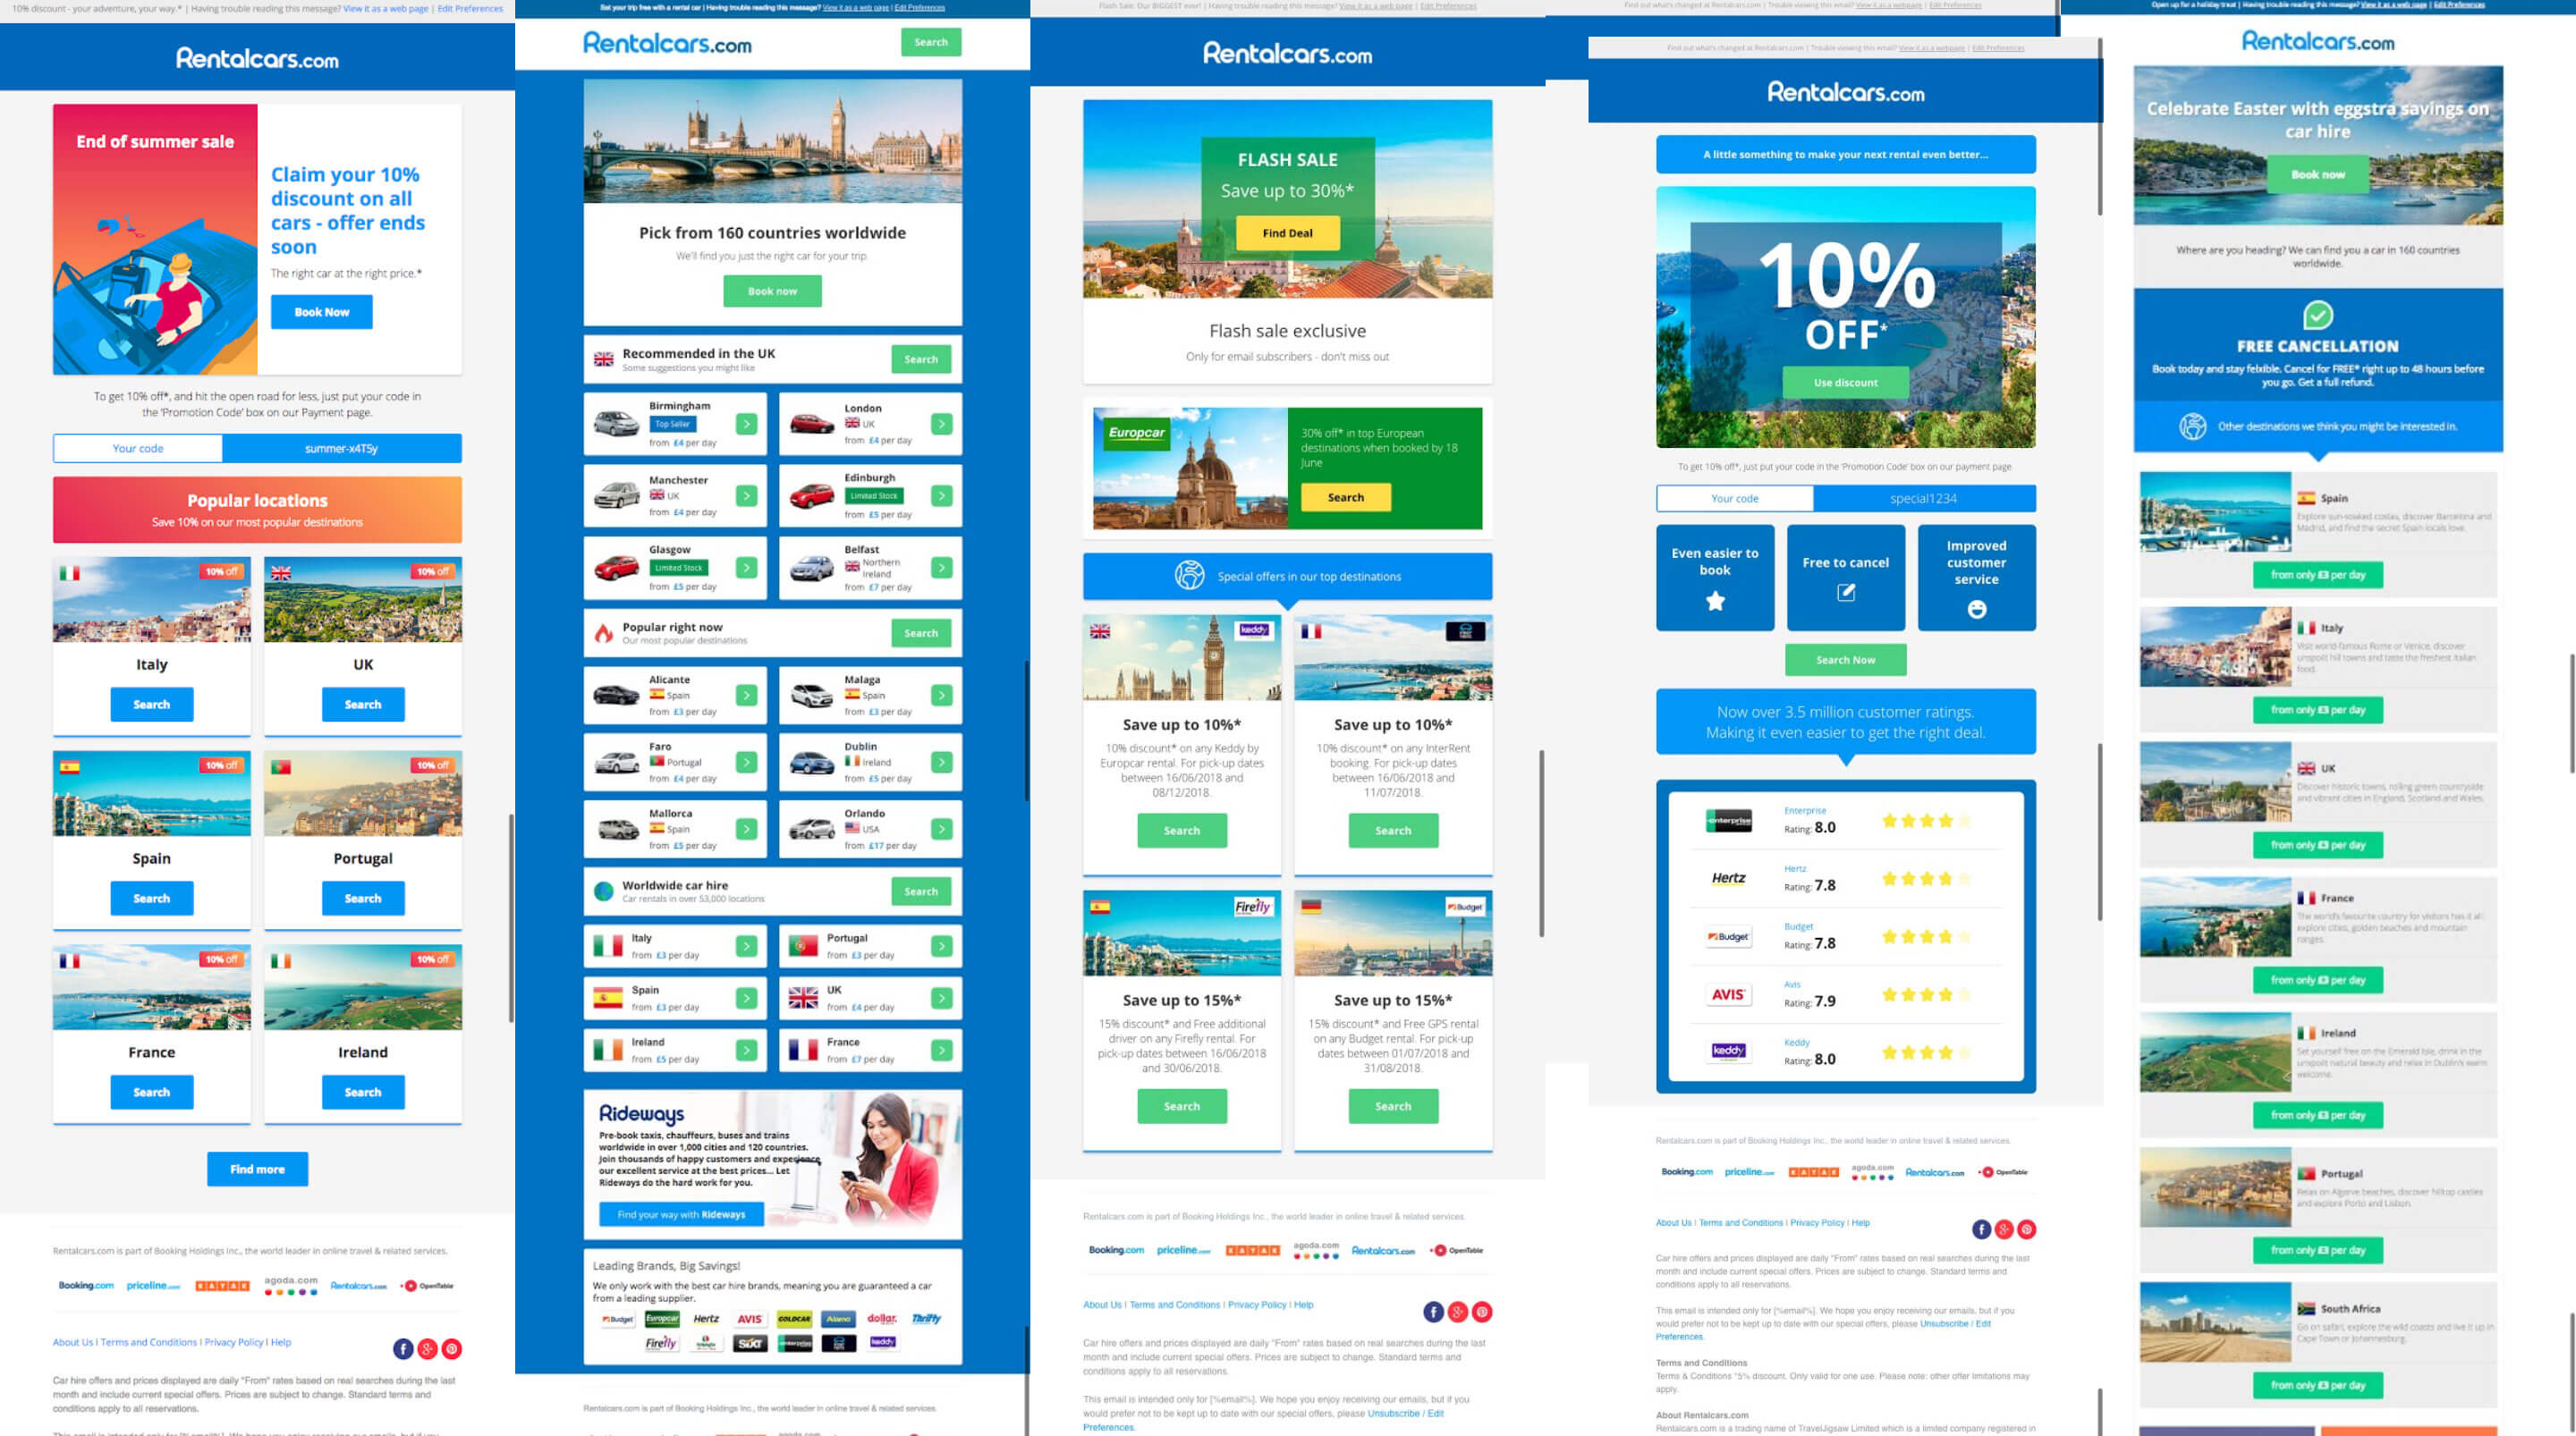 10% discount - your adventure, your way.* | Having trouble reading this message? View it as a web page | Edit Preferences
Rentalcars.com
End of summer sale
Claim your 10%
discount on all
cars - offer ends
soon
The right car at the right price.*
Book Now
To get 10% off*, and hit the open road for less, just put your code in
the 'Promotion Code' box on our Payment page.
Your code
summer-x4T5y
Popular locations
Save 10% on our most popular destinations
10% off
10% off
Italy
UK
Search
Search
10% off
10% off
Spain
Portugal
Search
Search
10% off
10% off
France
Ireland
Search
Search
Find more
Rentalcars.com is part of Booking Holdings Inc., the world leader in online travel & related services.
Booking.com priceline.com KAYAK agoda.com Rentalcars.com OpenTable
About Us | Terms and Conditions | Privacy Policy | Help
Car hire offers and prices displayed are daily "From" rates based on real searches during the last
month and include current special offers. Prices are subject to change. Standard terms and
conditions apply to all reservations.
your trip free with a rental car | Having trouble reading this message? View it as a web page | Edit Preferences
Rentalcars.com
Search
Pick from 160 countries worldwide
We'll find you just the right car for your trip
Book now
Recommended in the UK
Some suggestions you might like
Search
Birmingham
Top Seller
from £4 per day
London
UK
from £4 per day
Manchester
UK
from £4 per day
Edinburgh
Limited Stock
from £5 per day
Glasgow
Limited Stock
from £5 per day
Belfast
Northern
Ireland
from £7 per day
Popular right now
Our most popular destinations
Search
Alicante
Spain
from £3 per day
Malaga
Spain
from £3 per day
Faro
Portugal
from £4 per day
Dublin
Ireland
from £5 per day
Mallorca
Spain
from £5 per day
Orlando
USA
from £17 per day
Worldwide car hire
Car rentals in over 53,000 locations
Search
Italy
from £3 per day
Portugal
from £3 per day
Spain
from £3 per day
UK
from £4 per day
Ireland
from £5 per day
France
from £7 per day
Rideways
Pre-book taxis, chauffeurs, buses and trains
worldwide in over 1,000 cities and 120 countries.
Join thousands of happy customers and experience
our excellent service at the best prices... Let
Rideways do the hard work for you.
Find your way with Rideways
Leading Brands, Big Savings!
We only work with the best car hire brands, meaning you are guaranteed a car
from a leading supplier.
Budget Europcar Hertz AVIS GOLDCAR Alamo dollar. Thrifty
Firefly SIXT enterprise keddy
Rentalcars.com is part of Booking Holdings Inc., the world leader in online travel & related services.
Flash Sale: Our BIGGEST ever! | Having trouble reading this message? View it as a web page | Edit Preferences
Rentalcars.com
FLASH SALE
Save up to 30%*
Find Deal
Flash sale exclusive
Only for email subscribers - don't miss out
Europcar
30% off* in top European
destinations when booked by 18
June
Search
Special offers in our top destinations
keddy
Save up to 10%*
10% discount* on any Keddy by
Europcar rental. For pick-up dates
between 16/06/2018 and
08/12/2018.
Search
Save up to 10%*
10% discount* on any InterRent
booking. For pick-up dates
between 16/06/2018 and
11/07/2018.
Search
Firefly
Save up to 15%*
15% discount* and Free additional
driver on any Firefly rental. For
pick-up dates between 16/06/2018
and 30/06/2018.
Search
Budget
Save up to 15%*
15% discount* and Free GPS rental
on any Budget rental. For pick-up
dates between 01/07/2018 and
31/08/2018.
Search
Rentalcars.com is part of Booking Holdings Inc., the world leader in online travel & related services.
Booking.com priceline.com KAYAK agoda.com Rentalcars.com OpenTable
About Us | Terms and Conditions | Privacy Policy | Help
Car hire offers and prices displayed are daily "From" rates based on real searches during the last
month and include current special offers. Prices are subject to change. Standard terms and
conditions apply to all reservations.
This email is intended only for [%email%]. We hope you enjoy receiving our emails, but if you
would prefer not to be kept up to date with our special offers, please Unsubscribe / Edit
Preferences.
Find out what's changed at Rentalcars.com | Trouble viewing this email? View it as a webpage | Edit Preferences
Find out what's changed at Rentalcars.com | Trouble viewing this email? View it as a webpage | Edit Preferences
Rentalcars.com
A little something to make your next rental even better...
10%
OFF*
Use discount
To get 10% off*, just put your code in the 'Promotion Code' box on our payment page.
Your code
special1234
Even easier to
book
Free to cancel
Improved
customer
service
Search Now
Now over 3.5 million customer ratings.
Making it even easier to get the right deal.
enterprise
Enterprise
Rating: 8.0
Hertz
Hertz
Rating: 7.8
Budget
Budget
Rating: 7.8
AVIS
Avis
Rating: 7.9
keddy
Keddy
Rating: 8.0
Rentalcars.com is part of Booking Holdings Inc., the world leader in online travel & related services.
Booking.com priceline.com KAYAK agoda.com Rentalcars.com OpenTable
About Us | Terms and Conditions | Privacy Policy | Help
Car hire offers and prices displayed are daily "From" rates based on real searches during the last
month and include current special offers. Prices are subject to change. Standard terms and
conditions apply to all reservations.
This email is intended only for [%email%]. We hope you enjoy receiving our emails, but if you
would prefer not to be kept up to date with our special offers, please Unsubscribe / Edit
Preferences.
Terms and Conditions
Terms & Conditions *5% discount. Only valid for one use. Please note: other offer limitations may
apply.
About Rentalcars.com
Rentalcars.com is a trading name of TravelJigsaw Limited which is a limited company registered in
Open up for a holiday treat | Having trouble reading this message? View it as a web page | Edit Preferences
Rentalcars.com
Celebrate Easter with eggstra savings on
car hire
Book now
Where are you heading? We can find you a car in 160 countries
worldwide.
FREE CANCELLATION
Book today and stay felxible. Cancel for FREE* right up to 48 hours before
you go. Get a full refund.
Other destinations we think you might be interested in.
Spain
Explore sun-soaked costas, discover Barcelona and
Madrid, and find the secret Spain locals love.
from only £3 per day
Italy
Visit world-famous Rome or Venice, discover
unspoilt hill towns and taste the freshest Italian
food.
from only £3 per day
UK
Discover historic towns, rolling green countryside
and vibrant cities in England, Scotland and Wales.
from only £4 per day
France
The world's favourite country for visitors has it all:
explore cities, golden beaches and mountain
ranges.
from only per day
Ireland
Set yourself free on the Emerald Isle, drink in the
unspoilt natural beauty and relax in Dublin's warm
welcome.
from only £3 per day
Portugal
Relax on Algarve beaches, discover hilltop castles
and explore Porto and Lisbon.
from only per day
South Africa
Go on safari, explore the wild coasts and live it up in
Cape Town or Johannesburg.
from only per day